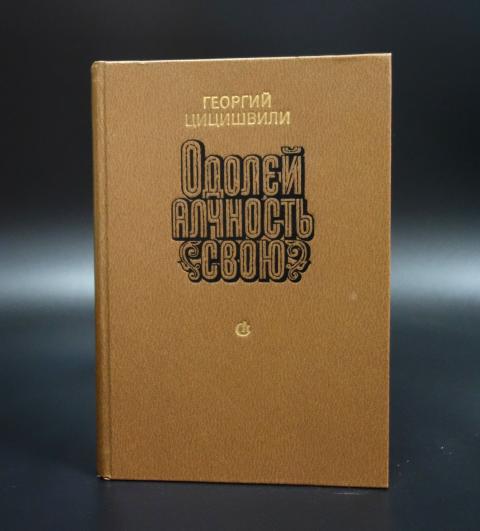 ГЕОРГИЙ
ЦИЦИШВИЛИ
Одолей
алчность
свою